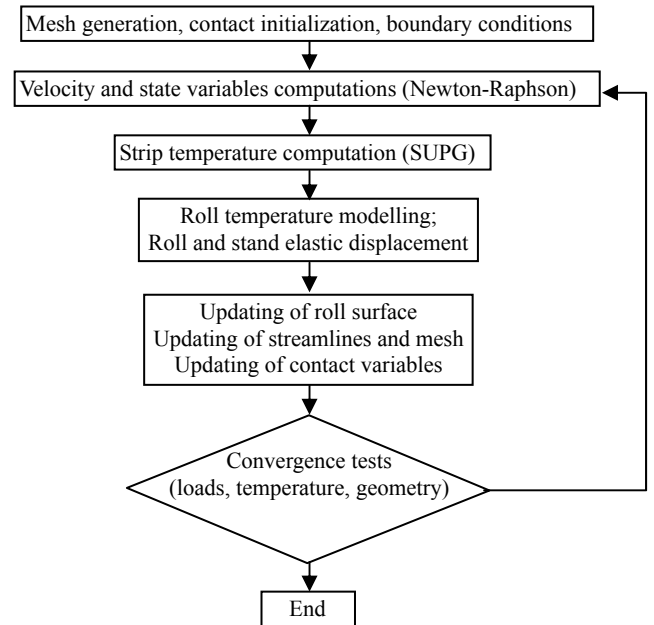 Mesh generation, contact initialization, boundary conditions
Velocity and state variables computations (Newton-Raphson)
Strip temperature computation (SUPG)
Roll temperature modelling;
Roll and stand elastic displacement
Updating of roll surface
Updating of streamlines and mesh
Updating of contact variables
Convergence tests
(loads, temperature, geometry)
End